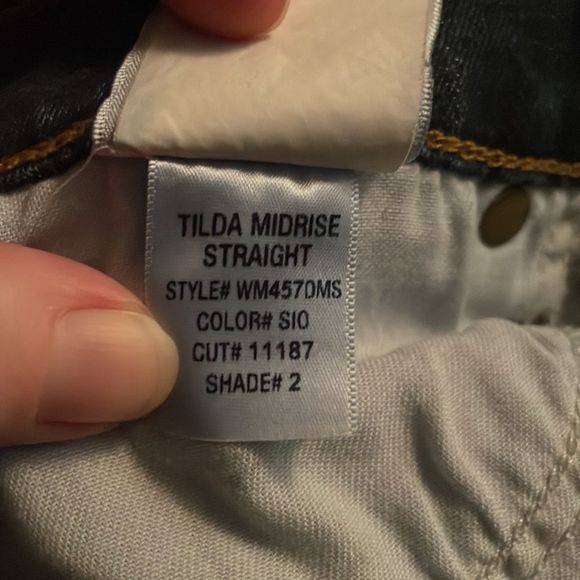 TILDA MIDRISE
STRAIGHT
STYLE# WM457DMS
COLOR# SIO
CUT# 11187
SHADE# 2